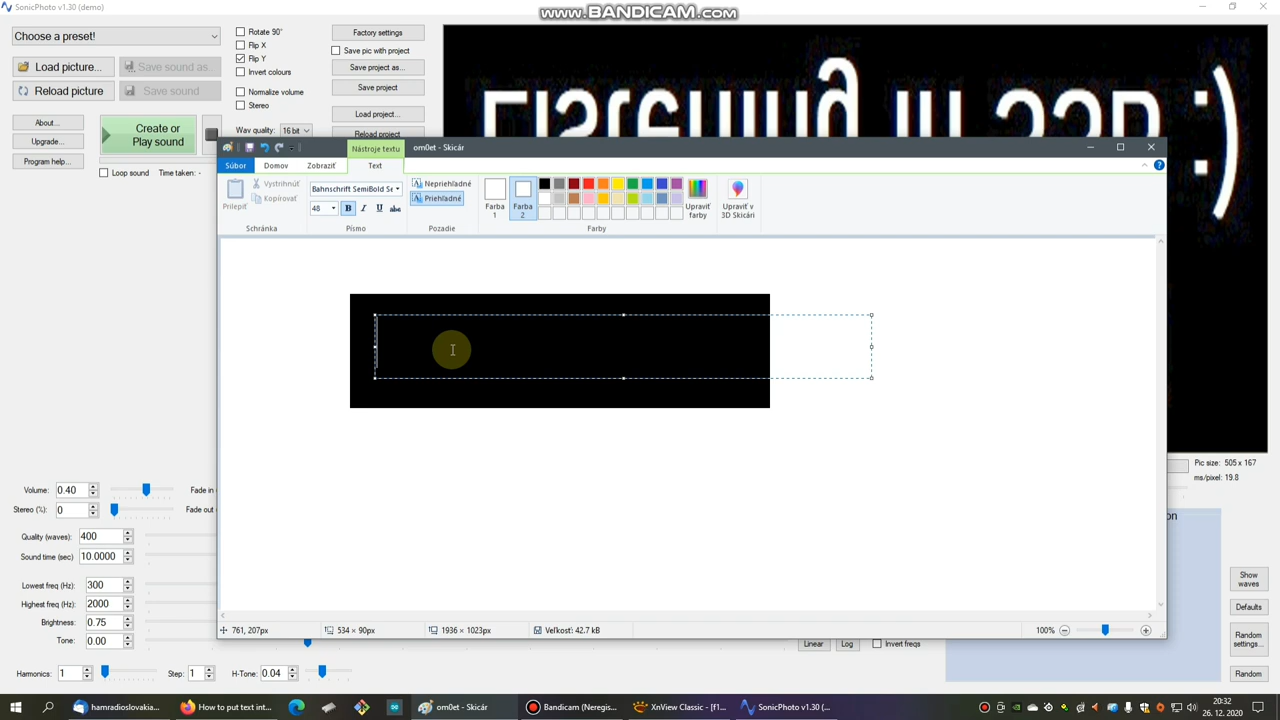 SonicPhoto v1.30 (demo)
www.BANDICAM.com
Choose a preset!
Load picture...
Save sound as.
Reload picture
Save sound
About...
Upgrade...
Program help...
Create or
Play sound
Loop sound
Time taken: -
Rotate 90°
Flip X
Flip Y
Invert colours
Normalize volume
Stereo
Wav quality:
16 bit
Factory settings
Save pic with project
Save project as...
Save project
Load project...
Reload project
Nástroje textu
om0et - Skicár
Súbor
Domov
Zobraziť
Text
Prilepiť
Vystrihnúť
Kopírovať
Schránka
Bahnschrift SemiBold Se
48
B
I
U
abc
Písmo
Nepriehľadné
Priehľadné
Pozadie
Farba
1
Farba
2
Upraviť
farby
Farby
Upraviť v
3D Skicári
761, 207px
534 × 90px
1936 × 1023px
Veľkosť: 42.7 kB
100%
Pic size: 505 x 167
ms/pixel: 19.8
Volume:
0.40
Fade in
Stereo (%):
0
Fade out
Quality (waves):
400
Sound time (sec)
10.0000
Lowest freq (Hz):
300
Highest freq (Hz)
2000
Brightness:
0.75
Tone:
0.00
Harmonics:
1
Step:
1
H-Tone:
0.04
Linear
Log
Invert freqs
Show
waves
Defaults
Random
settings...
Random
hamradioslovakia...
How to put text int...
om0et - Skicár
Bandicam (Neregis...
XnView Classic - [f1...
SonicPhoto v1.30 (...
20:32
26. 12. 2020